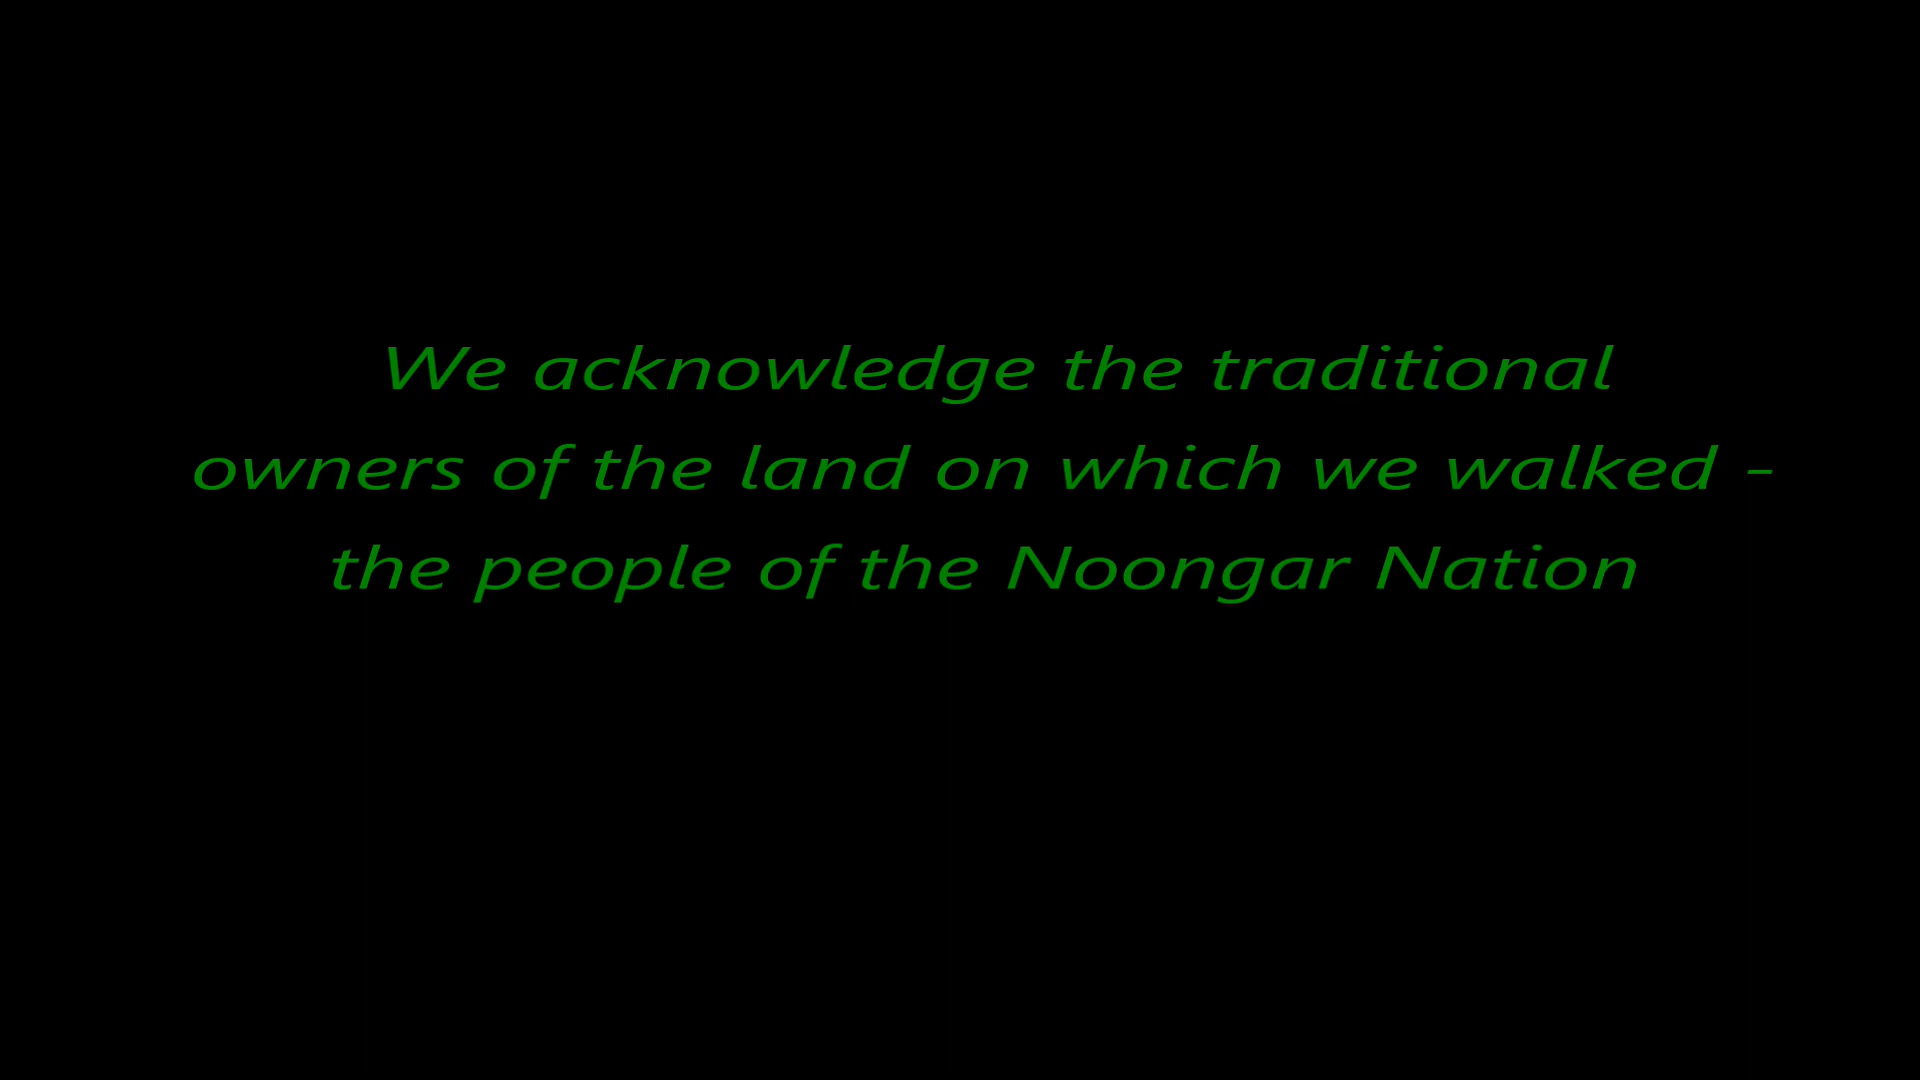 We acknowledge the traditional
owners of the land on which we walked -
the people of the Noongar Nation